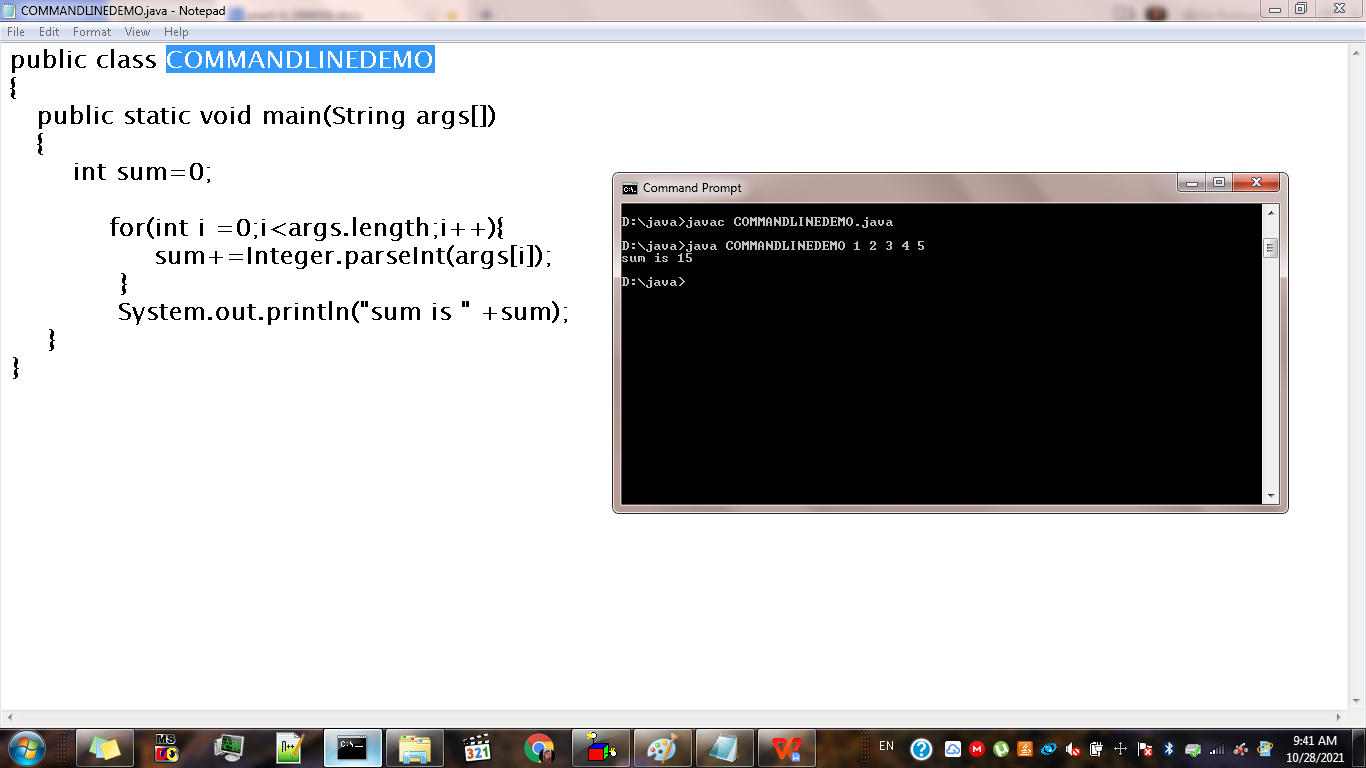 COMMANDLINEDEMO.java - Notepad
File Edit Format View Help
public class COMMANDLINEDEMO
{
public static void main(String args[])
{
int sum=0;
for(int i =0;i<args.length;i++){
sum+=Integer.parseInt(args[i]);
}
System.out.println("sum is " +sum);
}
}
Command Prompt
D:\java>javac COMMANDLINEDEMO.java
D:\java>java COMMANDLINEDEMO 1 2 3 4 5
sum is 15
D:\java>
MS
321
EN
9:41 AM
10/28/2021